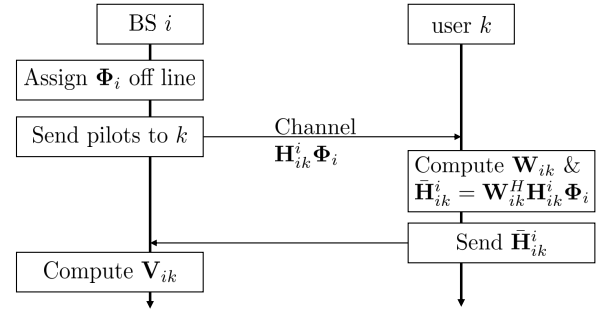 BS i
user k
Assign Φ_i off line
Send pilots to k
Channel
H^i_{ik}Φ_i
Compute W_{ik} &
H̄^i_{ik} = W^H_{ik}H^i_{ik}Φ_i
Send H̄^i_{ik}
Compute V_{ik}